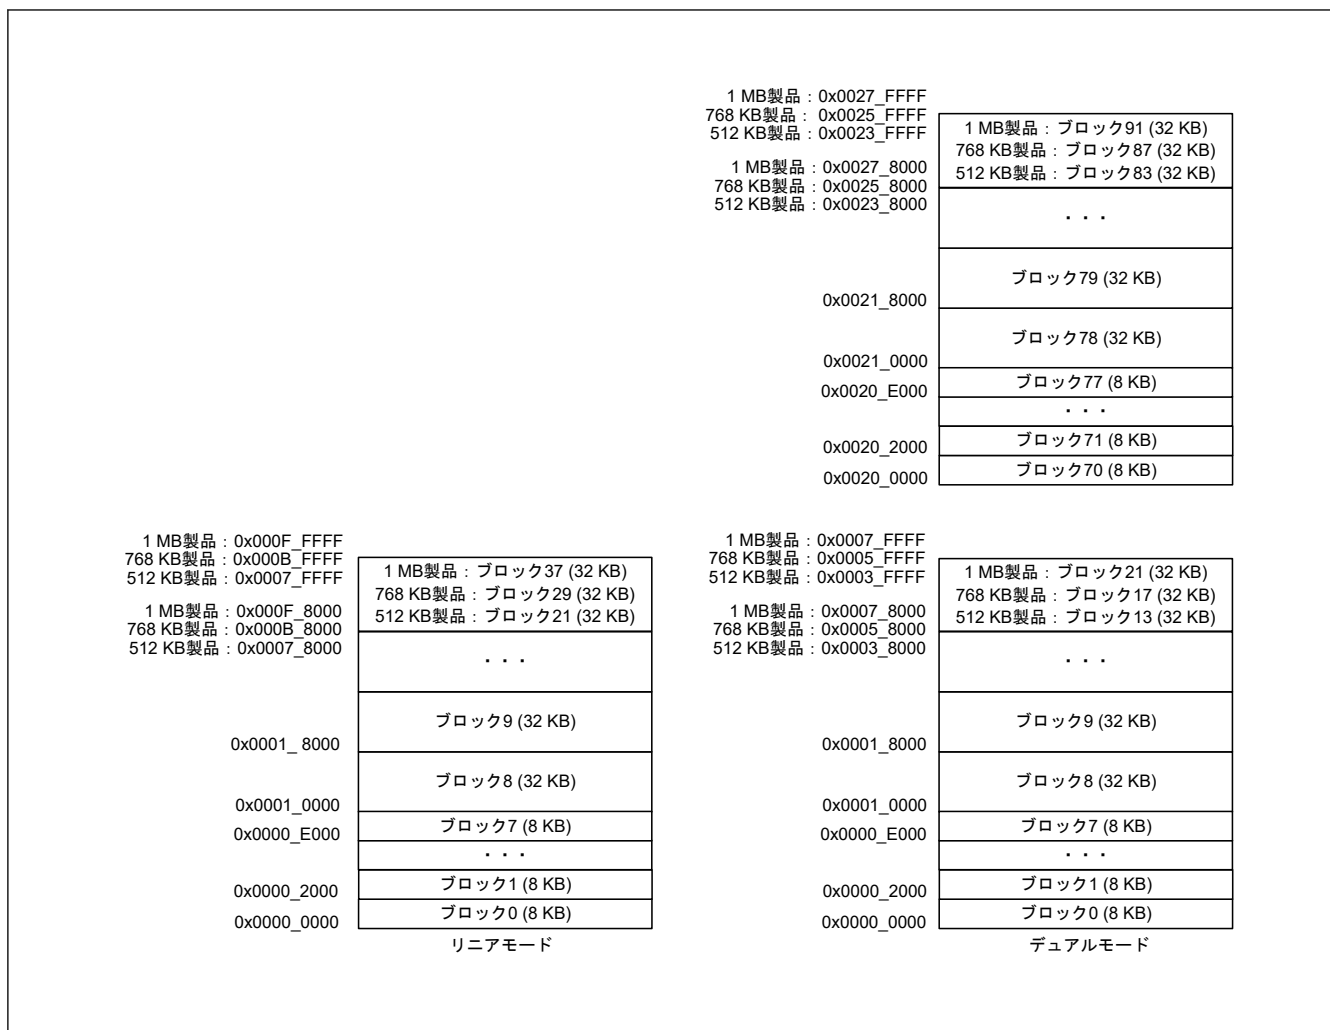 1 MB製品：0x0027_FFFF
768 KB製品： 0x0025_FFFF
512 KB製品：0x0023_FFFF
1 MB製品：ブロック91 (32 KB)
768 KB製品：ブロック87 (32 KB)
512 KB製品：ブロック83 (32 KB)
1 MB製品：0x0027_8000
768 KB製品：0x0025_8000
512 KB製品：0x0023_8000
・・・
ブロック79 (32 KB)
0x0021_8000
ブロック78 (32 KB)
0x0021_0000
ブロック77 (8 KB)
0x0020_E000
・・・
ブロック71 (8 KB)
0x0020_2000
ブロック70 (8 KB)
0x0020_0000
1 MB製品：0x000F_FFFF
768 KB製品：0x000B_FFFF
512 KB製品：0x0007_FFFF
1 MB製品：ブロック37 (32 KB)
768 KB製品：ブロック29 (32 KB)
512 KB製品：ブロック21 (32 KB)
1 MB製品：0x000F_8000
768 KB製品：0x000B_8000
512 KB製品：0x0007_8000
・・・
ブロック9 (32 KB)
0x0001_ 8000
ブロック8 (32 KB)
0x0001_0000
ブロック7 (8 KB)
0x0000_E000
・・・
ブロック1 (8 KB)
0x0000_2000
ブロック0 (8 KB)
0x0000_0000
リニアモード
1 MB製品：0x0007_FFFF
768 KB製品：0x0005_FFFF
512 KB製品：0x0003_FFFF
1 MB製品：ブロック21 (32 KB)
768 KB製品：ブロック17 (32 KB)
512 KB製品：ブロック13 (32 KB)
1 MB製品：0x0007_8000
768 KB製品：0x0005_8000
512 KB製品：0x0003_8000
・・・
ブロック9 (32 KB)
0x0001_8000
ブロック8 (32 KB)
0x0001_0000
ブロック7 (8 KB)
0x0000_E000
・・・
ブロック1 (8 KB)
0x0000_2000
ブロック0 (8 KB)
0x0000_0000
デュアルモード